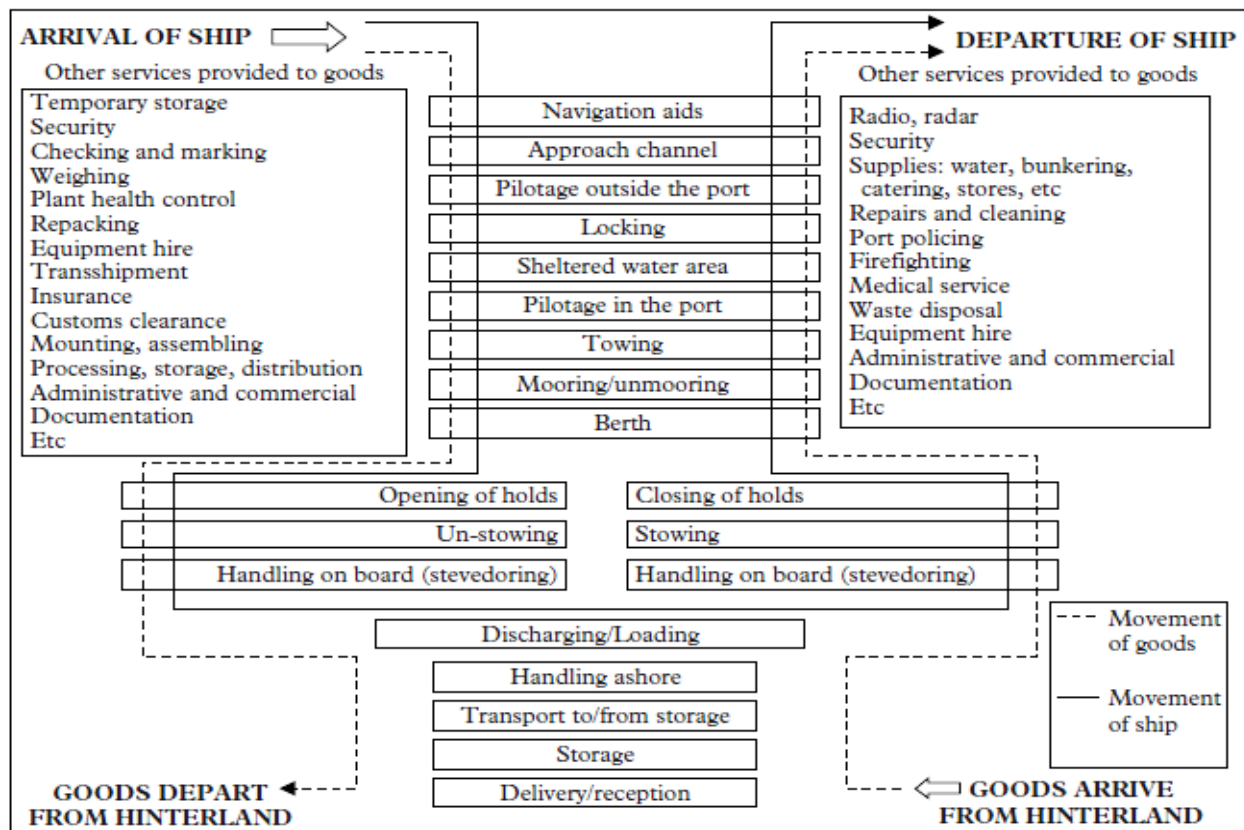 ARRIVAL OF SHIP
Other services provided to goods
Temporary storage
Security
Checking and marking
Weighing
Plant health control
Repacking
Equipment hire
Transshipment
Insurance
Customs clearance
Mounting, assembling
Processing, storage, distribution
Administrative and commercial
Documentation
Etc
Navigation aids
Approach channel
Pilotage outside the port
Locking
Sheltered water area
Pilotage in the port
Towing
Mooring/unmooring
Berth
DEPARTURE OF SHIP
Other services provided to goods
Radio, radar
Security
Supplies: water, bunkering,
catering, stores, etc
Repairs and cleaning
Port policing
Firefighting
Medical service
Waste disposal
Equipment hire
Administrative and commercial
Documentation
Etc
Opening of holds
Un-stowing
Handling on board (stevedoring)
Closing of holds
Stowing
Handling on board (stevedoring)
Discharging/Loading
Handling ashore
Transport to/from storage
Storage
Delivery/reception
Movement
of goods
Movement
of ship
GOODS DEPART
FROM HINTERLAND
GOODS ARRIVE
FROM HINTERLAND